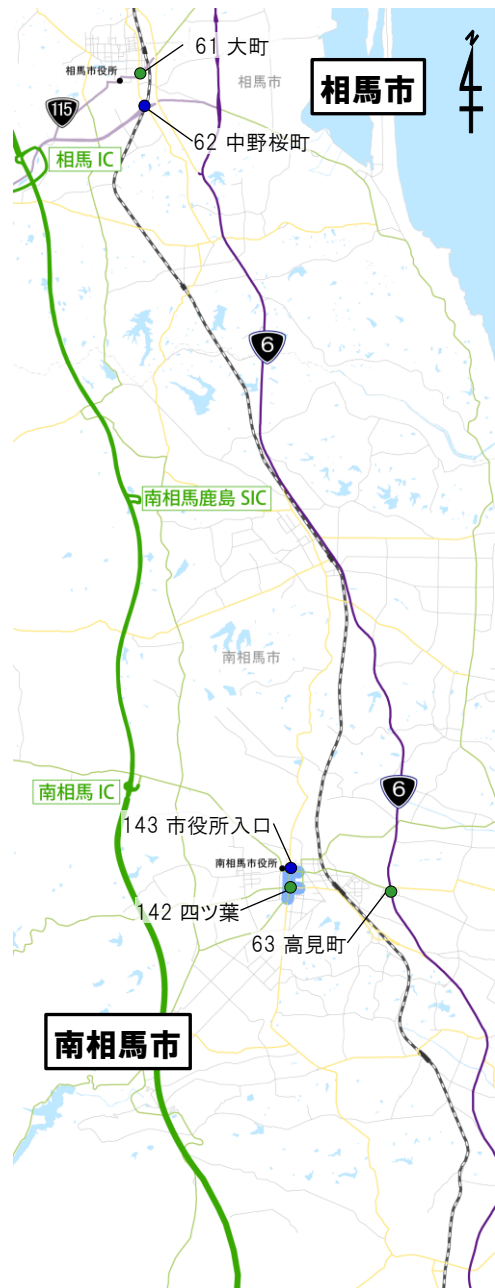 61 大町
相馬市役所
相馬市
相馬市
115
62 中野桜町
相馬 IC
6
南相馬鹿島 SIC
南相馬市
南相馬 IC
6
143 市役所入口
南相馬市役所
142 四ツ葉
63 高見町
南相馬市